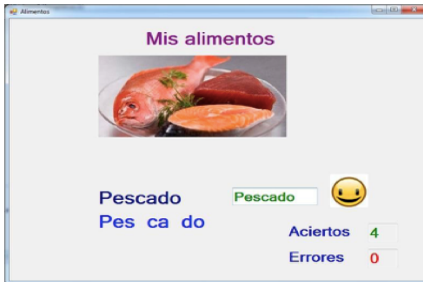 Alimentos
Mis alimentos
Pescado Pescado
Pes ca do
Aciertos 4
Errores 0